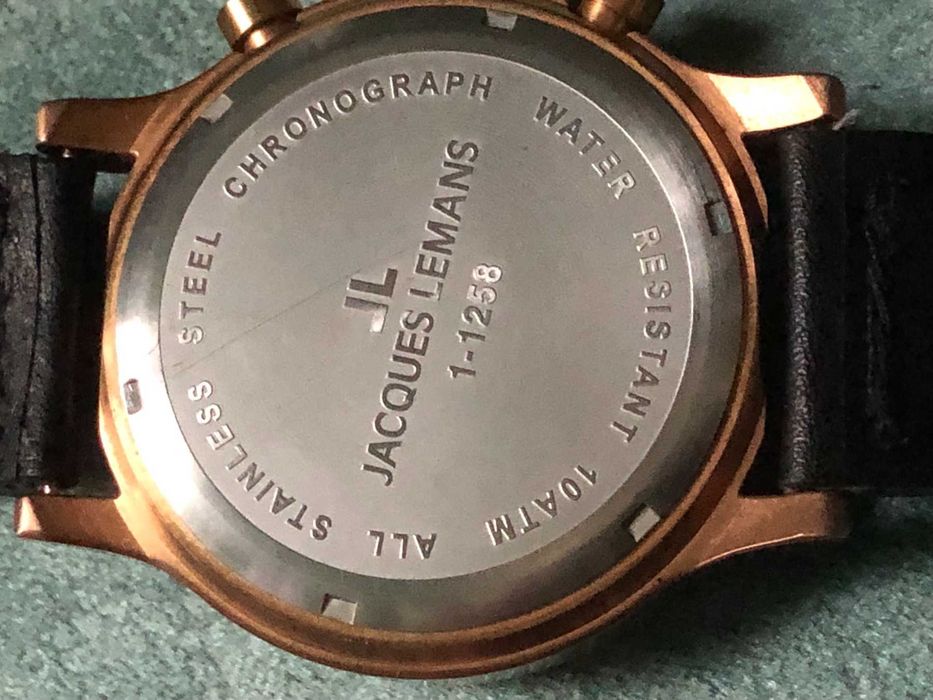 JL
JACQUES LEMANS
1-1258
ALL STAINLESS STEEL CHRONOGRAPH WATER RESISTANT 10ATM